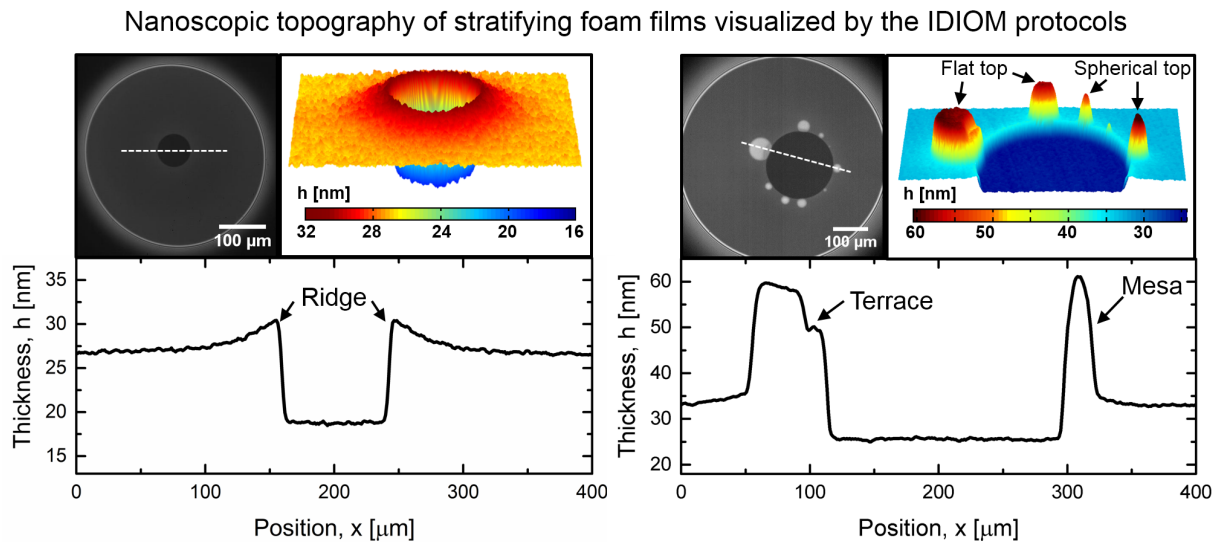 Nanoscopic topography of stratifying foam films visualized by the IDIOM protocols
100 µm
h [nm]
32 28 24 20 16
Flat top
Spherical top
100 µm
h [nm]
60 50 40 30
Thickness, h [nm]
35
30
25
20
15
Ridge
0 100 200 300 400
Position, x [µm]
Thickness, h [nm]
60
50
40
30
20
Terrace
Mesa
0 100 200 300 400
Position, x [µm]